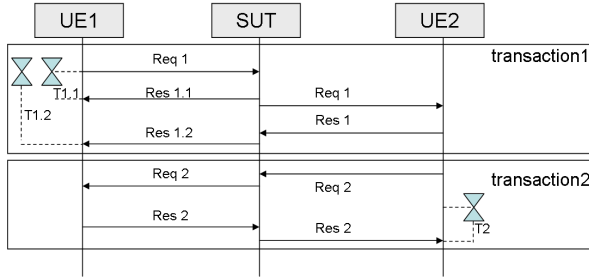 UE1 SUT UE2
transaction1
Req 1
T1.1 Res 1.1 Req 1
T1.2 Res 1
Res 1.2
Req 2 transaction2
Req 2
Res 2
Res 2 T2